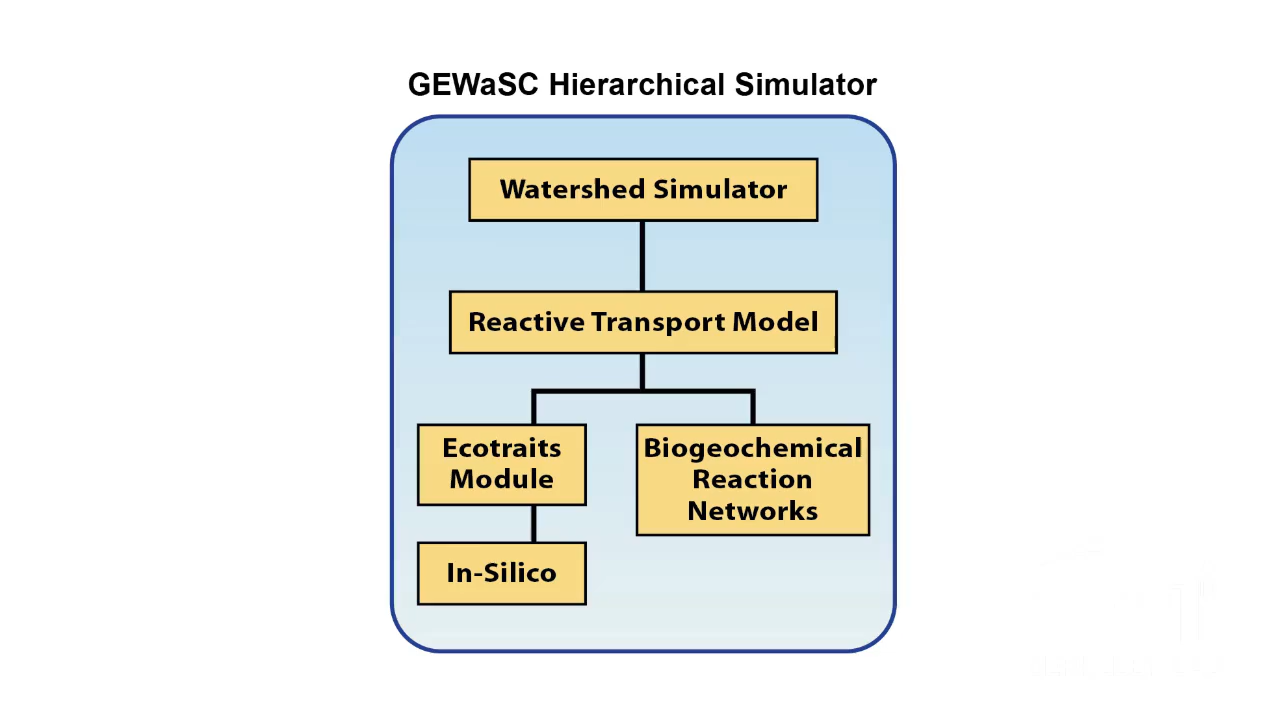 GEWaSC Hierarchical Simulator
Watershed Simulator
Reactive Transport Model
Ecotraits
Module
Biogeochemical
Reaction
Networks
In-Silico